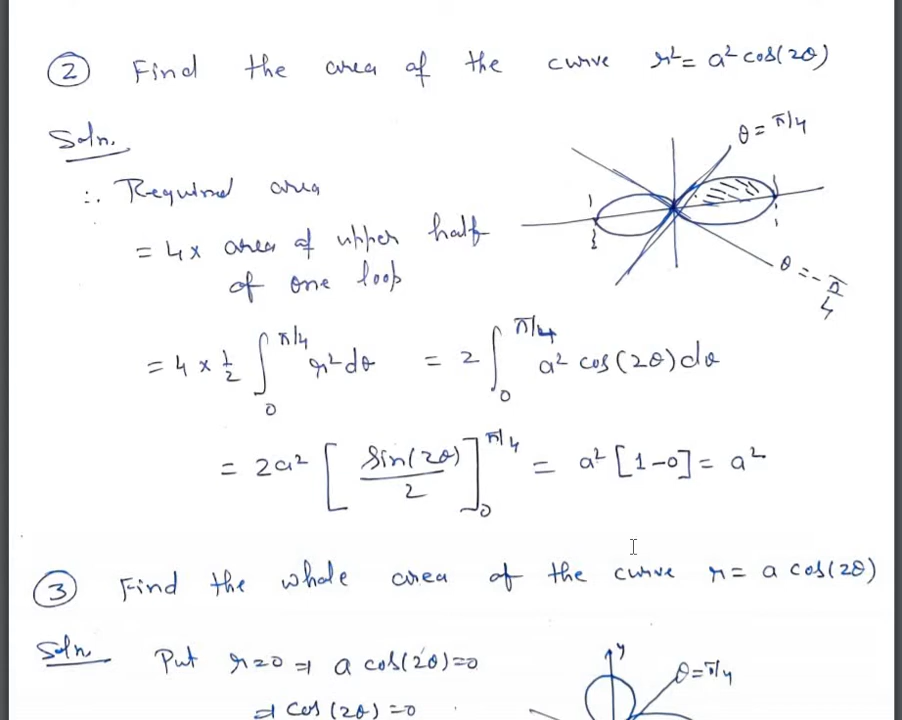 ② Find the area of the curve r²= a² cos(2θ)
Soln.
θ = π/4
∴ Required area
= 4 × area of upper half
of one loop
θ = -π/4
= 4 × 1/2 ∫₀^{π/4} r² dθ = 2 ∫₀^{π/4} a² cos(2θ) dθ
= 2a² [ sin(2θ)/2 ]₀^{π/4} = a² [1-0] = a²
③ Find the whole area of the curve r = a cos(2θ)
Soln.
Put r=0 ⇒ a cos(2θ)=0
y
θ=π/4
⇒ cos (2θ) =0